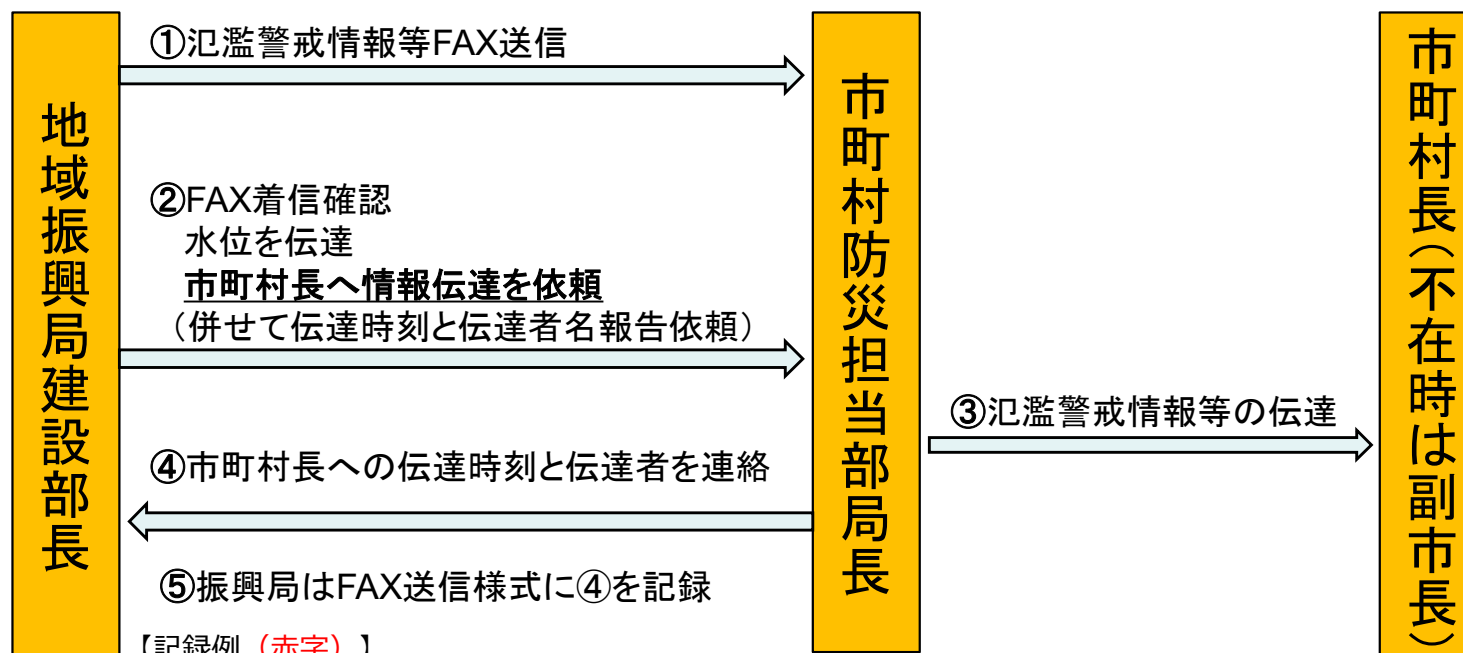 地域振興局建設部長
①氾濫警戒情報等FAX送信
②FAX着信確認
水位を伝達
市町村長へ情報伝達を依頼
（併せて伝達時刻と伝達者名報告依頼）
④市町村長への伝達時刻と伝達者を連絡
⑤振興局はFAX送信様式に④を記録
【記録例（赤字）】
市町村防災担当部局長
③氾濫警戒情報等の伝達
市町村長（不在時は副市長）